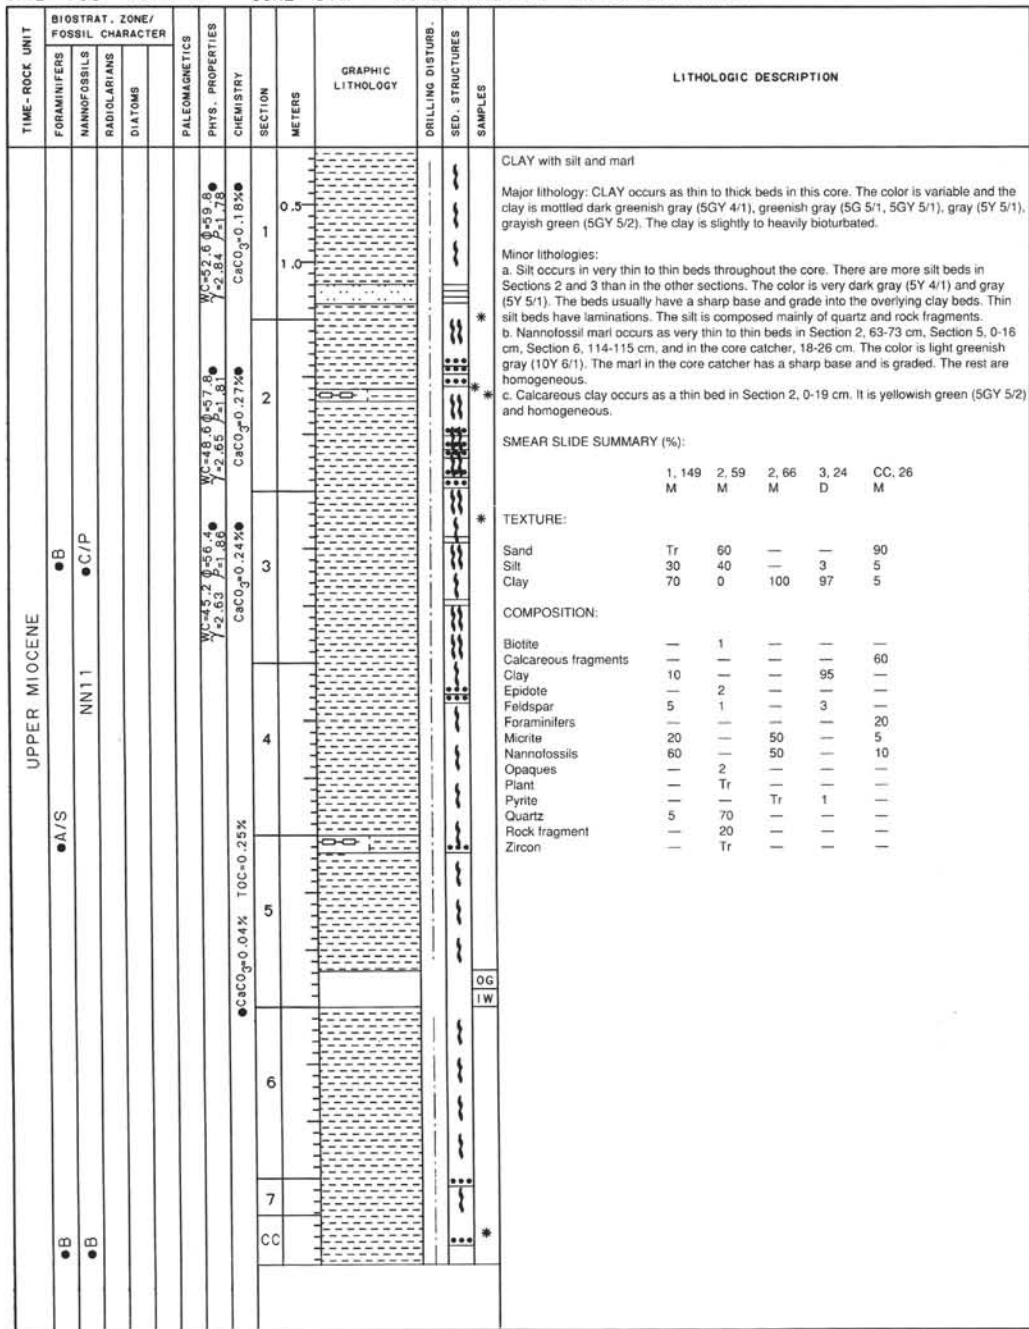 TIME-ROCK UNIT
BIOSTRAT. ZONE/
FOSSIL CHARACTER
FORAMINIFERS
NANNOFOSSILS
RADIOLARIANS
DIATOMS
PALEOMAGNETICS
PHYS. PROPERTIES
CHEMISTRY
SECTION
METERS
GRAPHIC
LITHOLOGY
DRILLING DISTURB.
SED. STRUCTURES
SAMPLES
LITHOLOGIC DESCRIPTION
UPPER MIOCENE
●B
●A/S
●B
●C/P
NN11
●B
WC=52.6 Φ=59.8 ●
γ=2.84 P=1.78
WC=48.6 Φ=57.8 ●
γ=2.65 P=1.81
WC=45.2 Φ=56.4 ●
γ=2.63 P=1.86
CaCO3=0.18% ●
CaCO3=0.27% ●
CaCO3=0.24% ●
●CaCO3=0.04% TOC=0.25%
1
2
3
4
5
6
7
CC
0.5
1.0
*
*
*
*
OG
IW
*
CLAY with silt and marl
Major lithology: CLAY occurs as thin to thick beds in this core. The color is variable and the
clay is mottled dark greenish gray (5GY 4/1), greenish gray (5G 5/1, 5GY 5/1), gray (5Y 5/1),
grayish green (5GY 5/2). The clay is slightly to heavily bioturbated.
Minor lithologies:
a. Silt occurs in very thin to thin beds throughout the core. There are more silt beds in
Sections 2 and 3 than in the other sections. The color is very dark gray (5Y 4/1) and gray
(5Y 5/1). The beds usually have a sharp base and grade into the overlying clay beds. Thin
silt beds have laminations. The silt is composed mainly of quartz and rock fragments.
b. Nannofossil marl occurs as very thin to thin beds in Section 2, 63-73 cm, Section 5, 0-16
cm, Section 6, 114-115 cm, and in the core catcher, 18-26 cm. The color is light greenish
gray (10Y 6/1). The marl in the core catcher has a sharp base and is graded. The rest are
homogeneous.
c. Calcareous clay occurs as a thin bed in Section 2, 0-19 cm. It is yellowish green (5GY 5/2)
and homogeneous.
SMEAR SLIDE SUMMARY (%):
1, 149 2, 59 2, 66 3, 24 CC, 26
M M M D M
TEXTURE:
Sand Tr 60 — — 90
Silt 30 40 — 3 5
Clay 70 0 100 97 5
COMPOSITION:
Biotite — 1 — — —
Calcareous fragments — — — — 60
Clay 10 — — 95 —
Epidote — 2 — — —
Feldspar 5 1 — 3 —
Foraminifers — — — — 20
Micrite 20 — 50 — 5
Nannofossils 60 — 50 — 10
Opaques — 2 — — —
Plant — Tr — — —
Pyrite — — Tr 1 —
Quartz 5 70 — — —
Rock fragment — 20 — — —
Zircon — Tr — — —